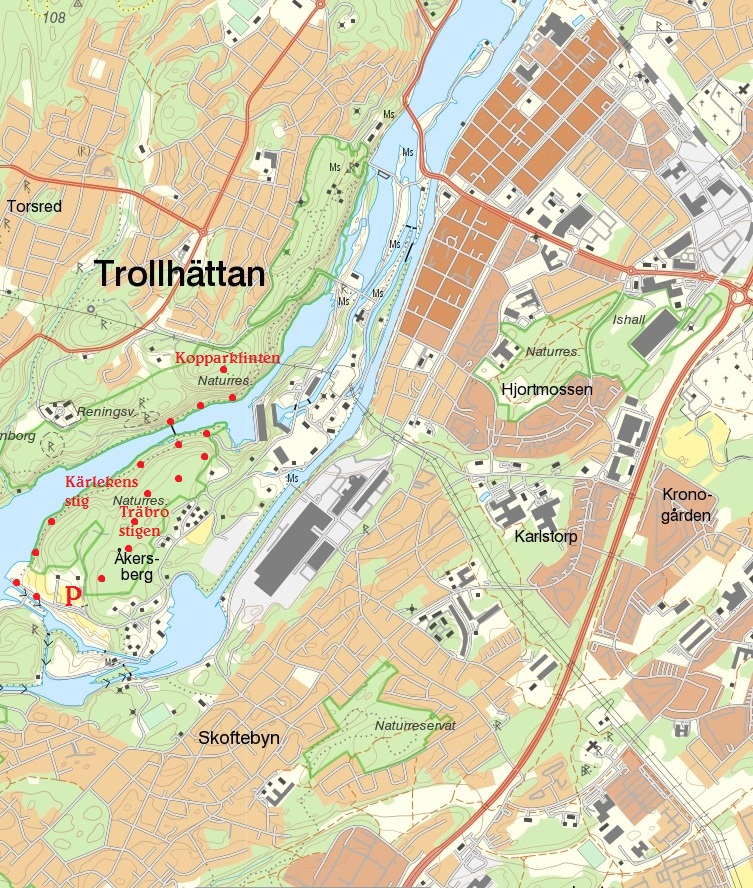 108
Ms
Ms
Ms
(K)
Torsred
Ms
Trollhättan
Ms
Ms
Ishall
Kopparklinten
Naturres.
Naturres.
Hjortmossen
Reningsv.
mborg
Ms
Kärlekens
stig
Naturres.
Träbro
stigen
Krono-
gården
Karlstorp
Åkers-
berg
P
Naturreservat
Skoftebyn